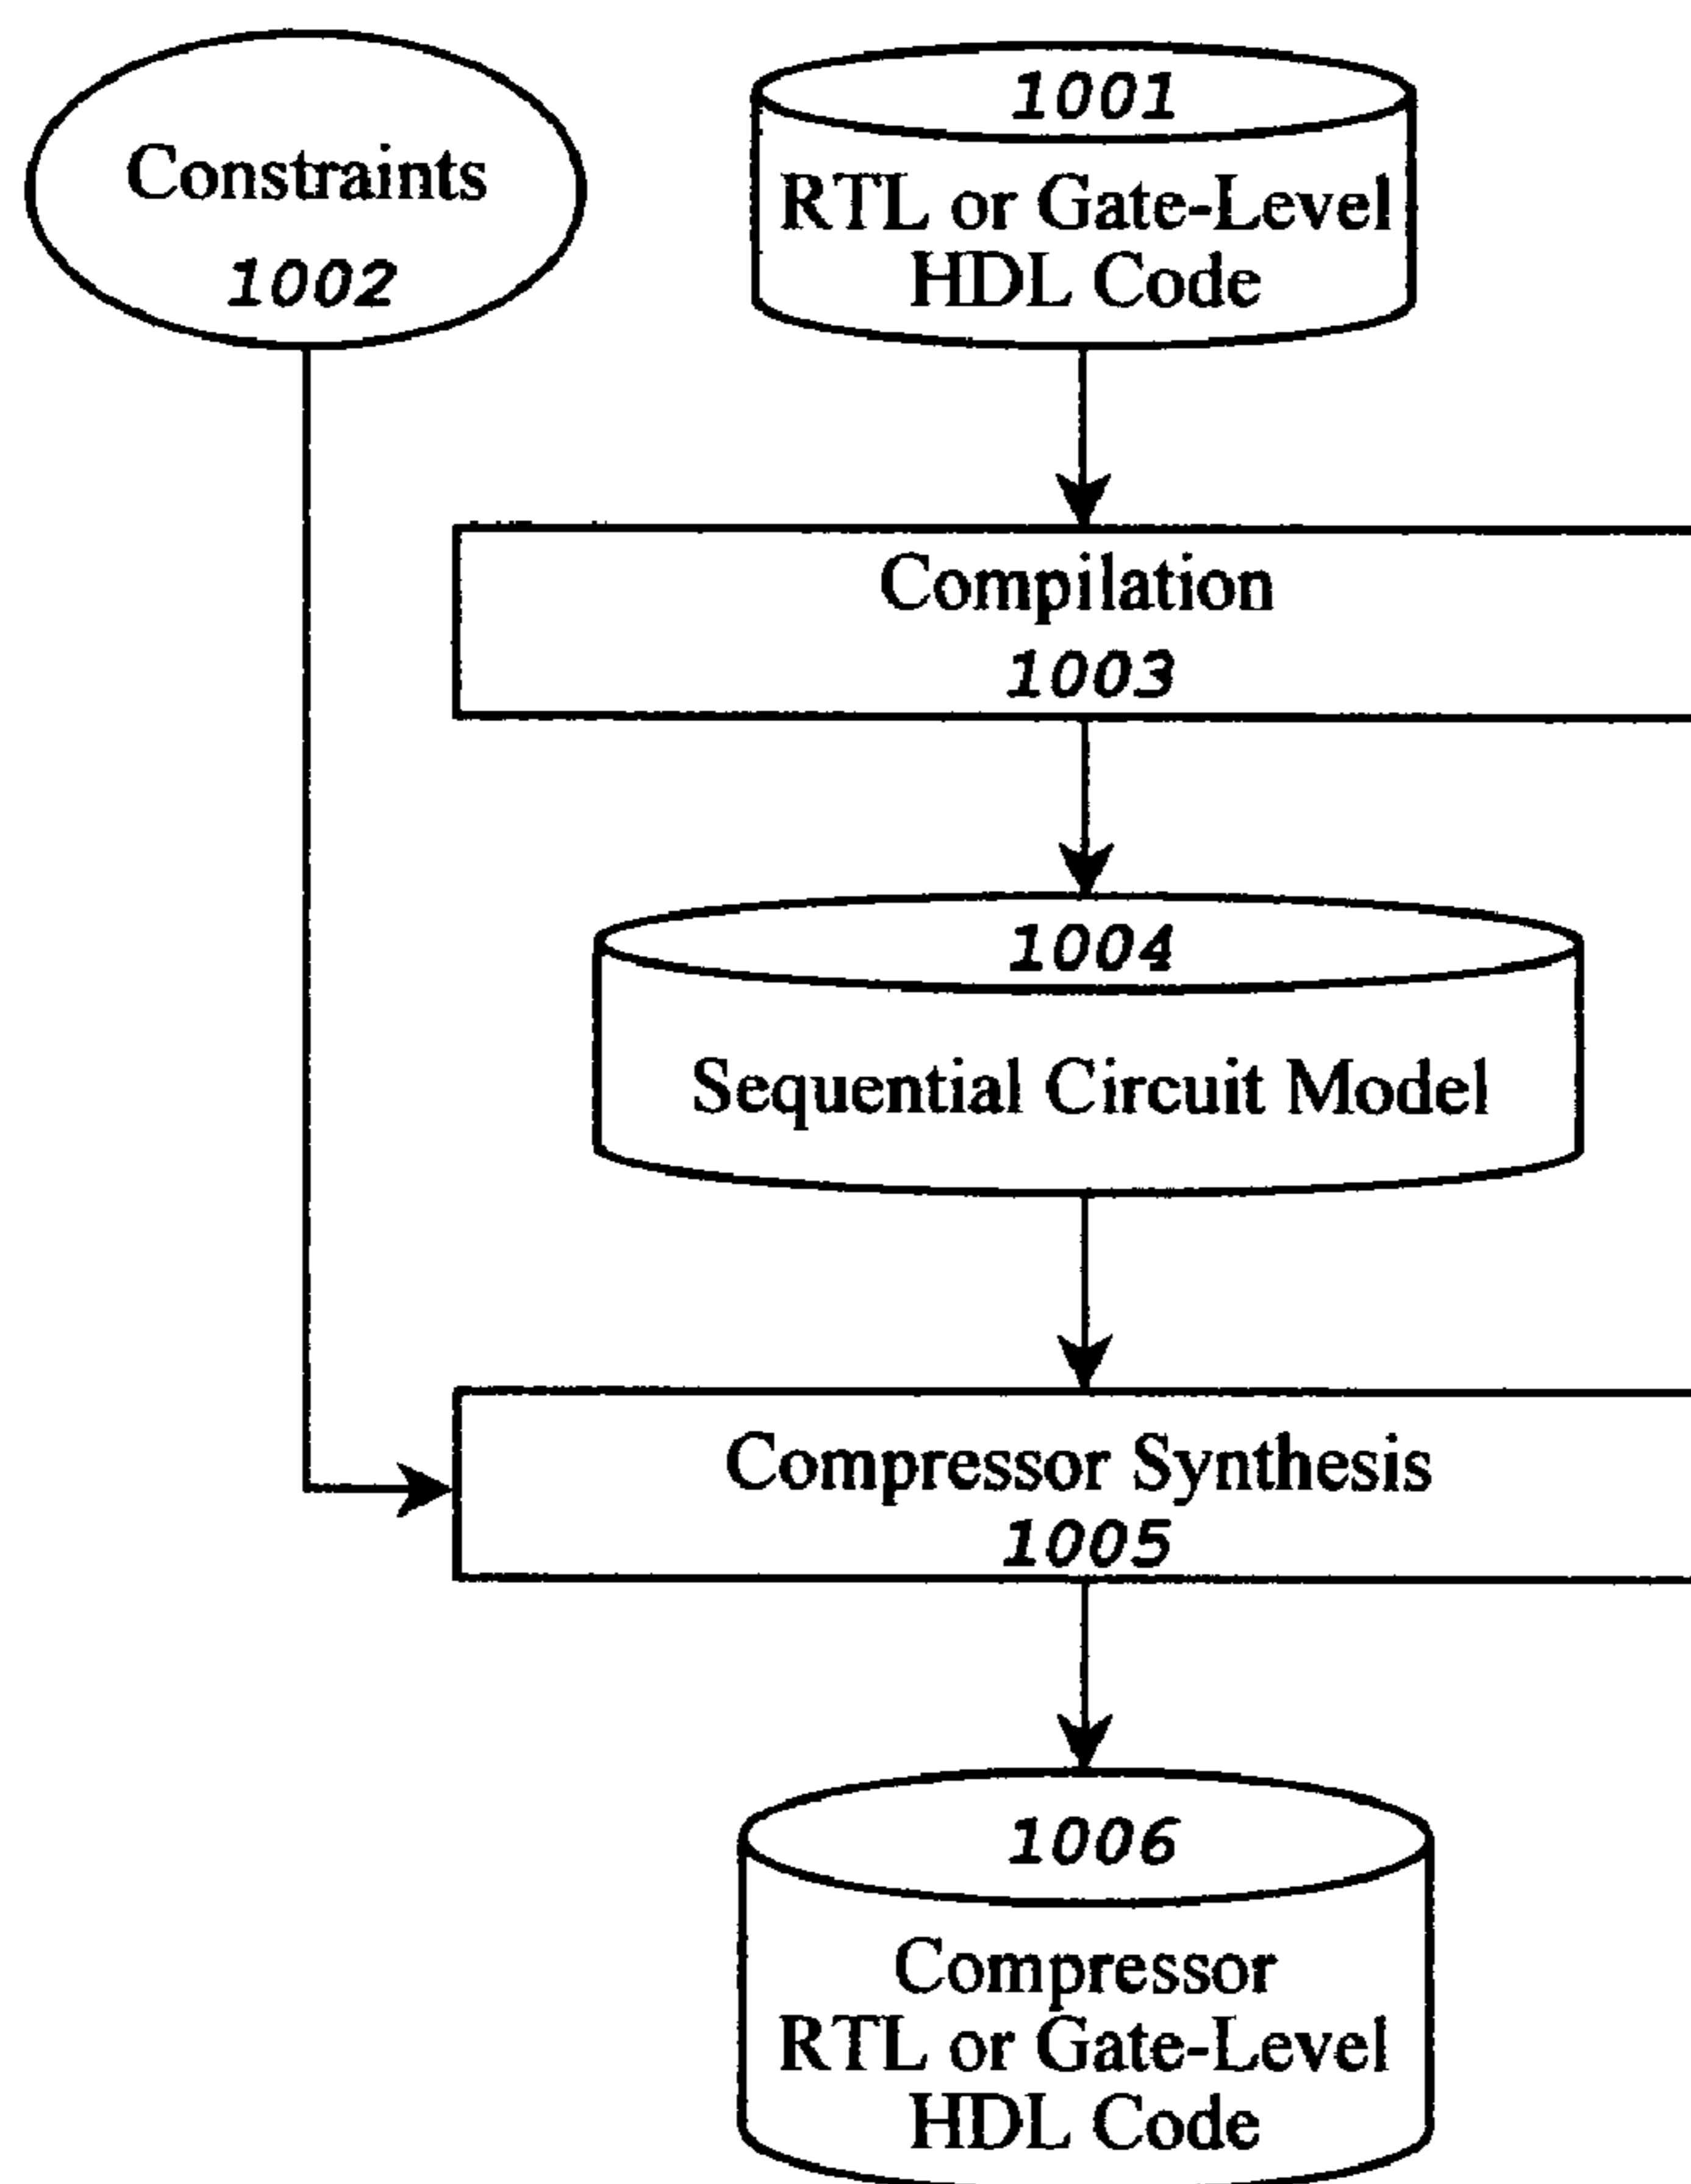 Constraints
1002
1001
RTL or Gate-Level
HDL Code
Compilation
1003
1004
Sequential Circuit Model
Compressor Synthesis
1005
1006
Compressor
RTL or Gate-Level
HDL Code